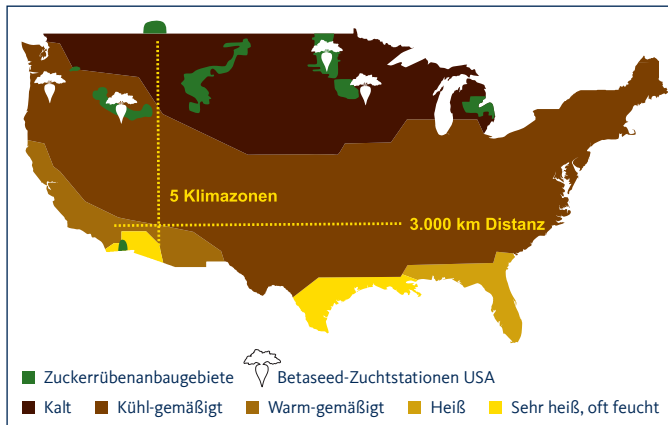 5 Klimazonen
3.000 km Distanz
Zuckerrübenanbaugebiete Betaseed-Zuchtstationen USA
Kalt Kühl-gemäßigt Warm-gemäßigt Heiß Sehr heiß, oft feucht